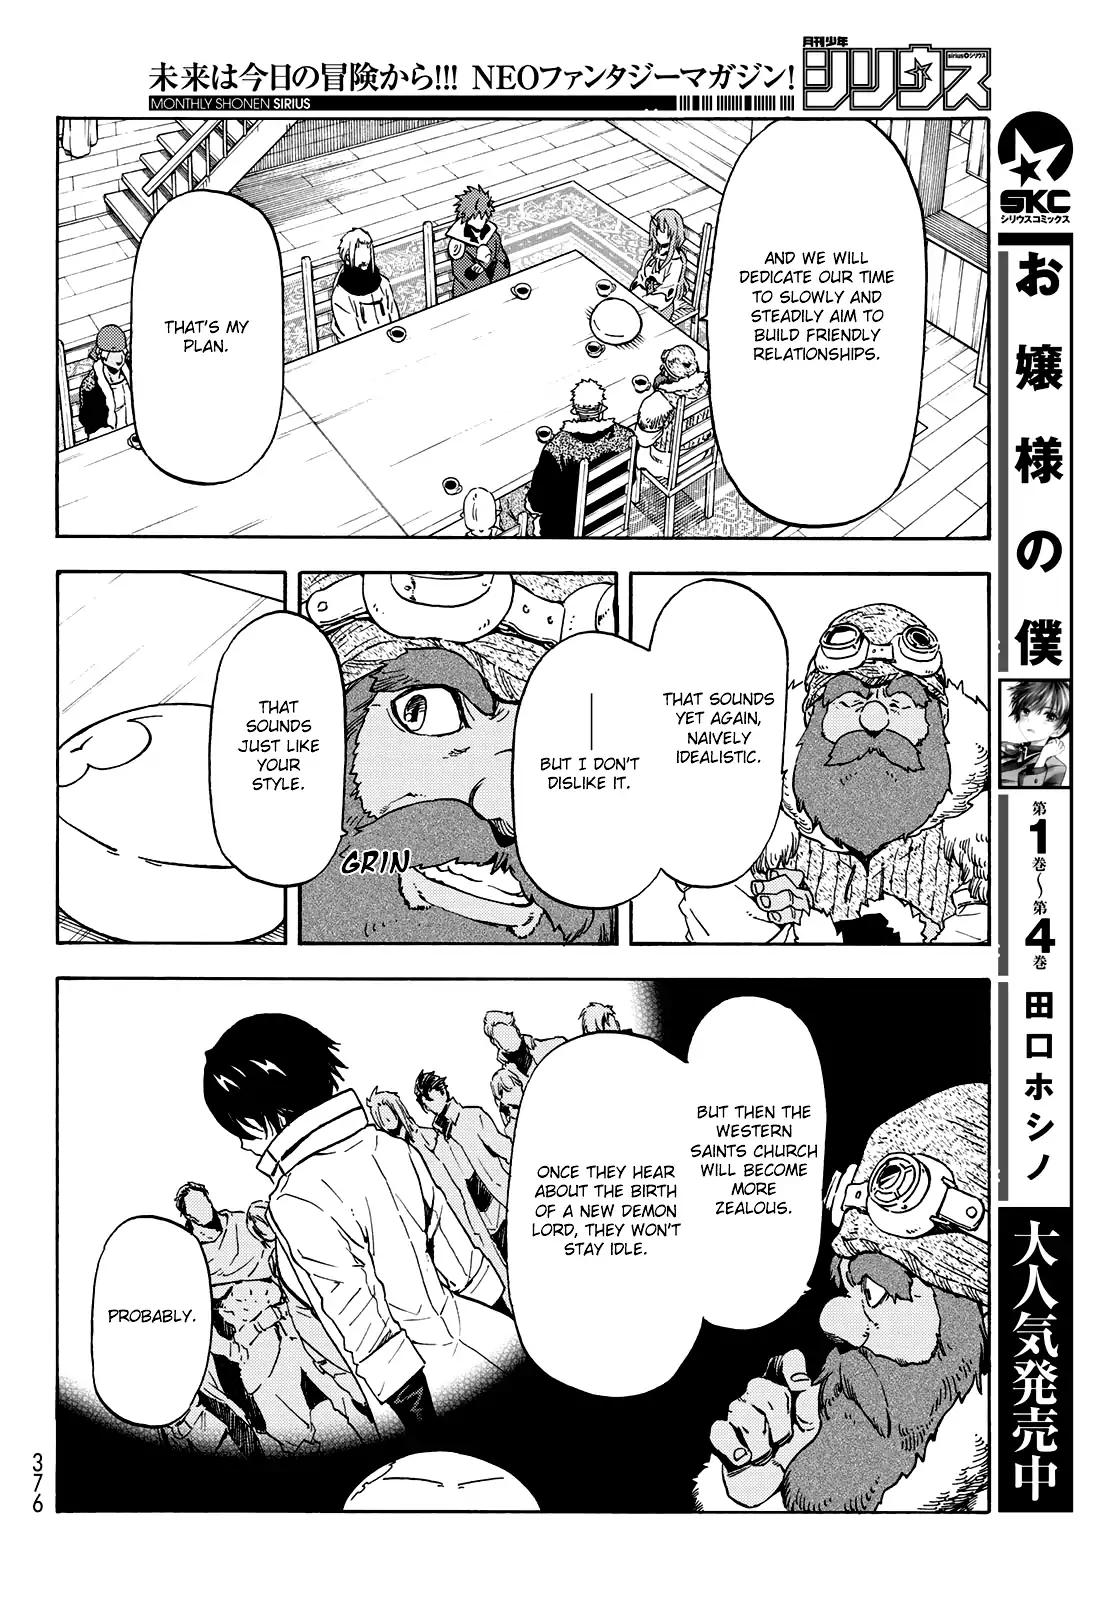 未来は今日の冒険から!!! NEOファンタジーマガジン!
MONTHLY SHONEN SIRIUS
月刊少年
シリウス
sirius★シリウス
AND WE WILL
DEDICATE OUR TIME
TO SLOWLY AND
STEADILY AIM TO
BUILD FRIENDLY
RELATIONSHIPS.
THAT'S MY
PLAN.
THAT SOUNDS
YET AGAIN,
NAIVELY
IDEALISTIC.
BUT I DON'T
DISLIKE IT.
GRIN
THAT
SOUNDS
JUST LIKE
YOUR
STYLE.
BUT THEN THE
WESTERN
SAINTS CHURCH
WILL BECOME
MORE
ZEALOUS.
ONCE THEY HEAR
ABOUT THE BIRTH
OF A NEW DEMON
LORD, THEY WON'T
STAY IDLE.
PROBABLY.
SKC
シリウスコミックス
お嬢様の僕
第1巻〜第4巻
田口ホシノ
大人気発売中
376